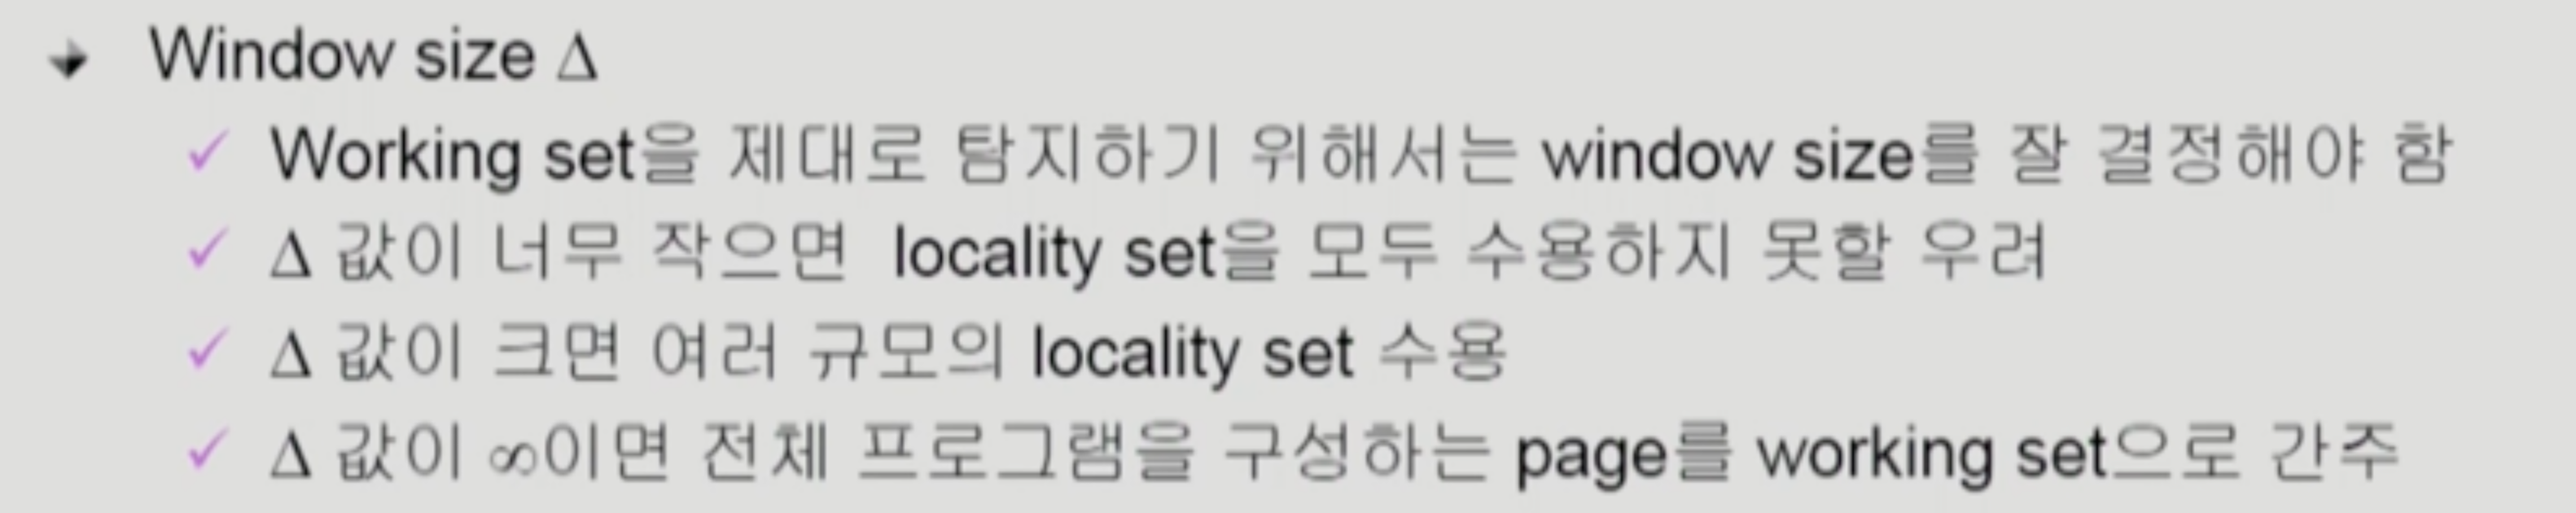 Window size Δ
Working set을 제대로 탐지하기 위해서는 window size를 잘 결정해야 함
Δ 값이 너무 작으면 locality set을 모두 수용하지 못할 우려
Δ 값이 크면 여러 규모의 locality set 수용
Δ 값이 ∞이면 전체 프로그램을 구성하는 page를 working set으로 간주